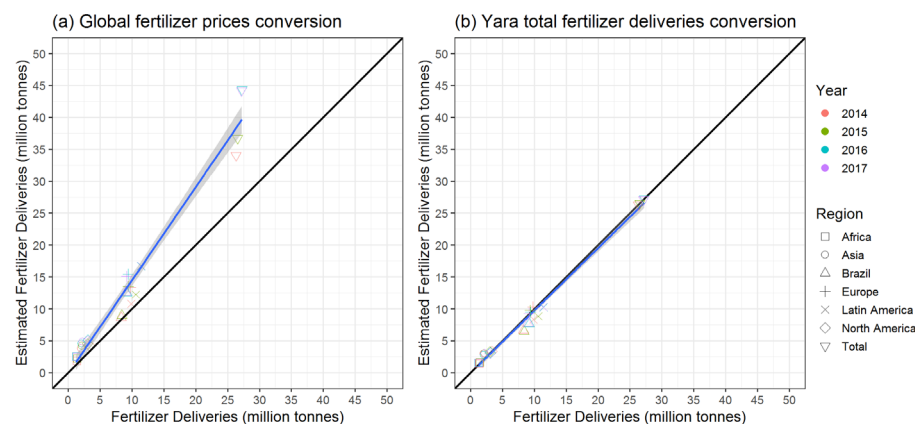 (a) Global fertilizer prices conversion
Estimated Fertilizer Deliveries (million tonnes)
50
45
40
35
30
25
20
15
10
5
0
0 5 10 15 20 25 30 35 40 45 50
Fertilizer Deliveries (million tonnes)
(b) Yara total fertilizer deliveries conversion
Estimated Fertilizer Deliveries (million tonnes)
50
45
40
35
30
25
20
15
10
5
0
0 5 10 15 20 25 30 35 40 45 50
Fertilizer Deliveries (million tonnes)
Year
2014
2015
2016
2017
Region
Africa
Asia
Brazil
Europe
Latin America
North America
Total